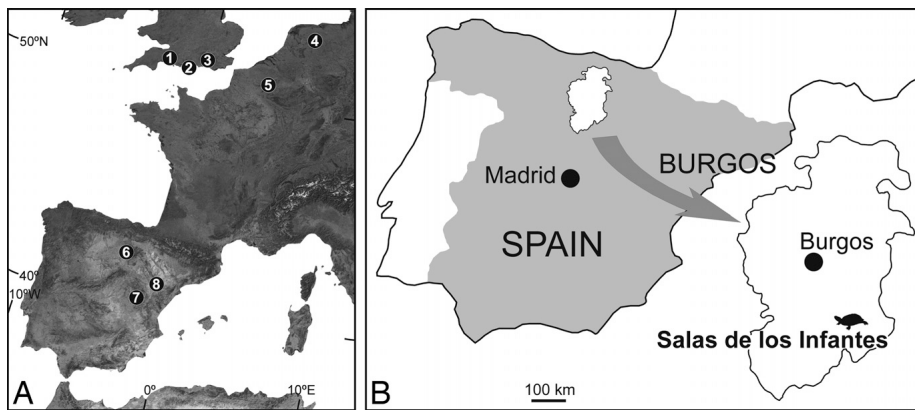 50ºN
1
2
3
4
5
6
7
8
40º
10ºW
0º
10ºE
A
Madrid
BURGOS
SPAIN
Burgos
Salas de los Infantes
100 km
B